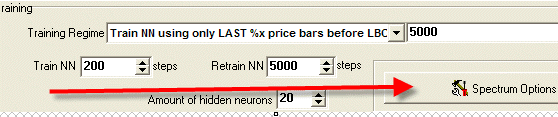 raining
Training Regime Train NN using only LAST %x price bars before LBC 5000
Train NN 200 steps Retrain NN 5000 steps
Amount of hidden neurons 20
Spectrum Options